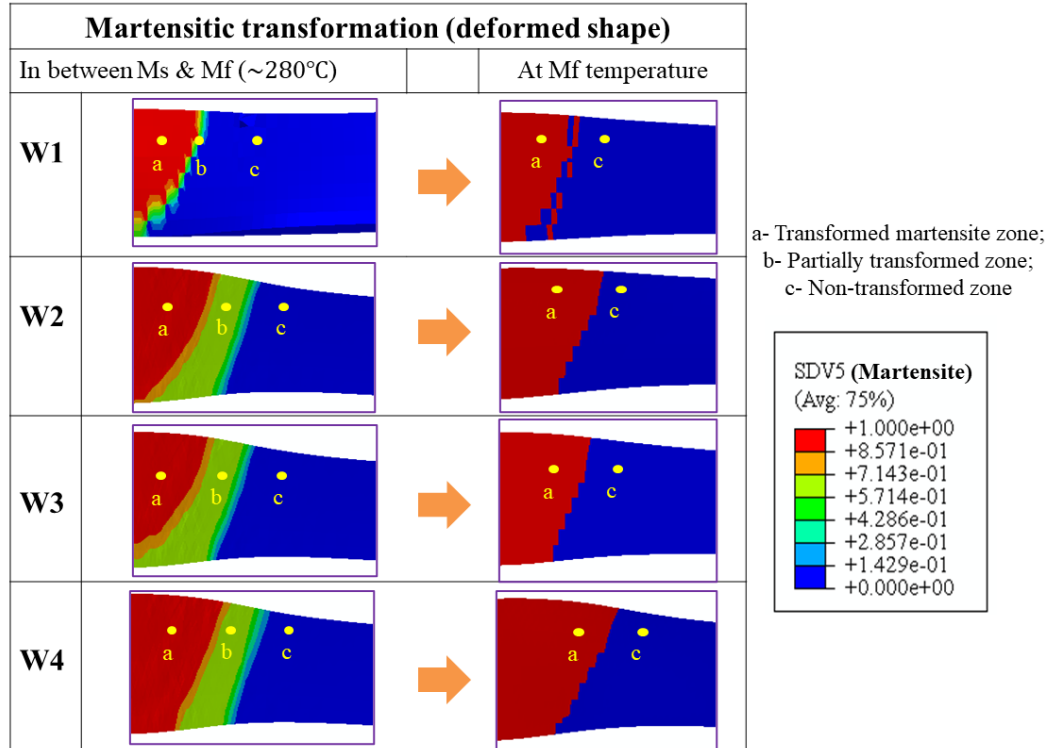 Martensitic transformation (deformed shape)
In between Ms & Mf (~280℃)
At Mf temperature
W1
a
b
c
a
c
W2
a
b
c
a
c
W3
a
b
c
a
c
W4
a
b
c
a
c
a- Transformed martensite zone;
b- Partially transformed zone;
c- Non-transformed zone
SDV5 (Martensite)
(Avg: 75%)
+1.000e+00
+8.571e-01
+7.143e-01
+5.714e-01
+4.286e-01
+2.857e-01
+1.429e-01
+0.000e+00